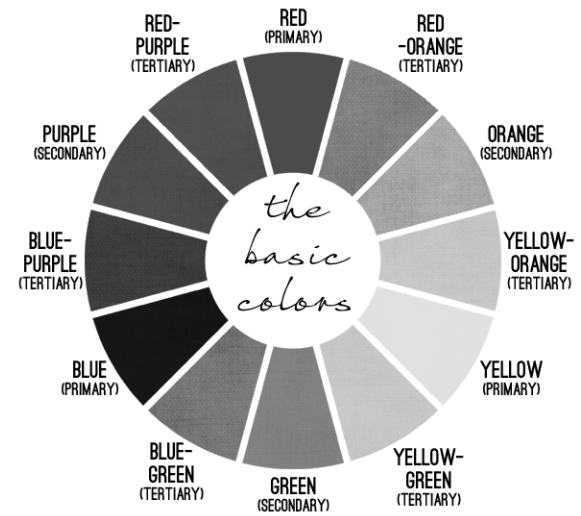 RED
(PRIMARY)
RED
-ORANGE
(TERTIARY)
ORANGE
(SECONDARY)
YELLOW-
ORANGE
(TERTIARY)
YELLOW
(PRIMARY)
YELLOW-
GREEN
(TERTIARY)
GREEN
(SECONDARY)
BLUE-
GREEN
(TERTIARY)
BLUE
(PRIMARY)
BLUE-
PURPLE
(TERTIARY)
PURPLE
(SECONDARY)
RED-
PURPLE
(TERTIARY)
the
basic
colors